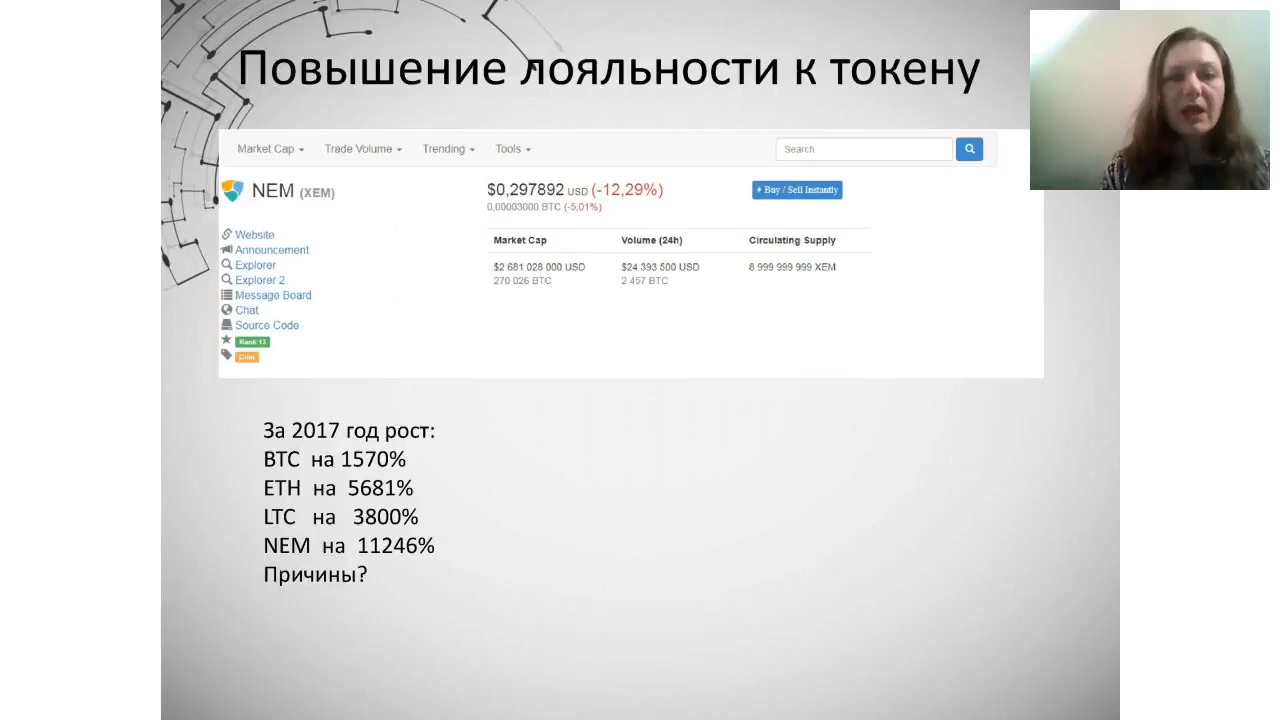 Повышение лояльности к токену
Market Cap Trade Volume Trending Tools Search
NEM (XEM) $0,297892 USD (-12,29%) Buy / Sell Instantly
0,00003000 BTC (-5,01%)
Website
Announcement
Explorer
Explorer 2
Message Board
Chat
Source Code
Rank 13
Coin
Market Cap Volume (24h) Circulating Supply
$2 681 028 000 USD $24 393 500 USD 8 999 999 999 XEM
270 026 BTC 2 457 BTC
За 2017 год рост:
BTC на 1570%
ETH на 5681%
LTC на 3800%
NEM на 11246%
Причины?